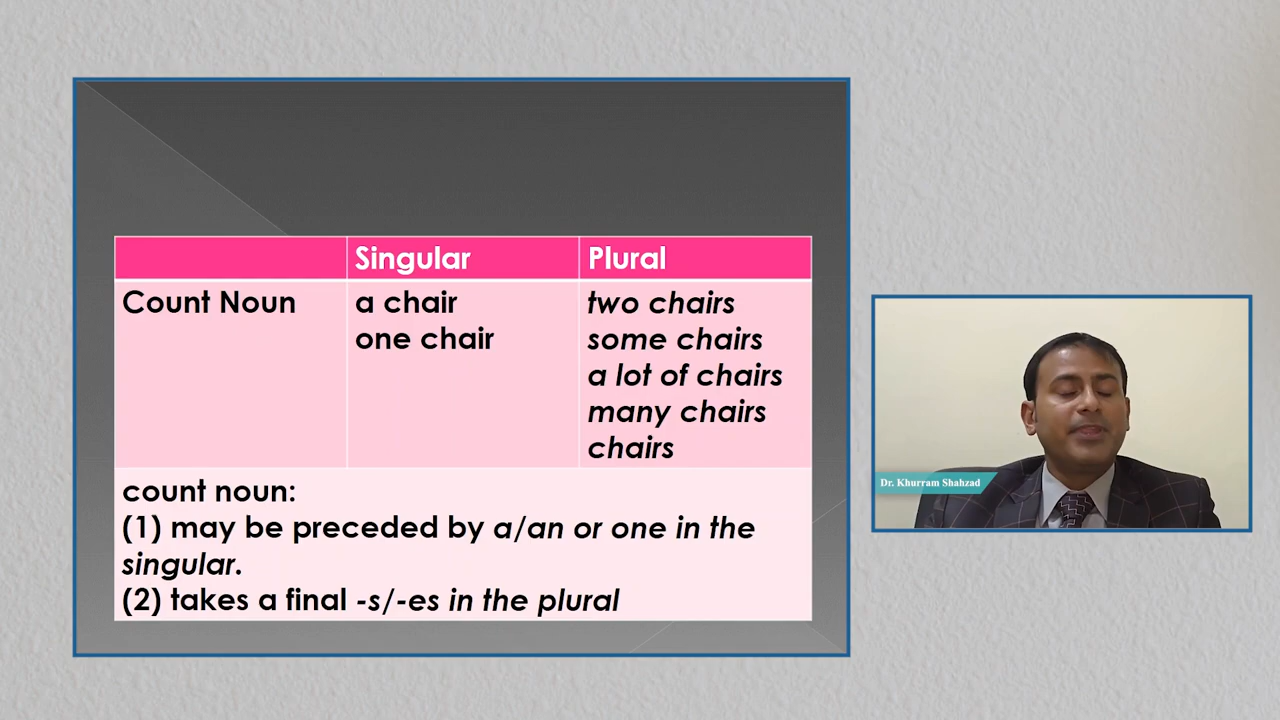 Singular Plural
Count Noun a chair two chairs
one chair some chairs
a lot of chairs
many chairs
chairs
count noun:
(1) may be preceded by a/an or one in the
singular.
(2) takes a final -s/-es in the plural
Dr. Khurram Shahzad